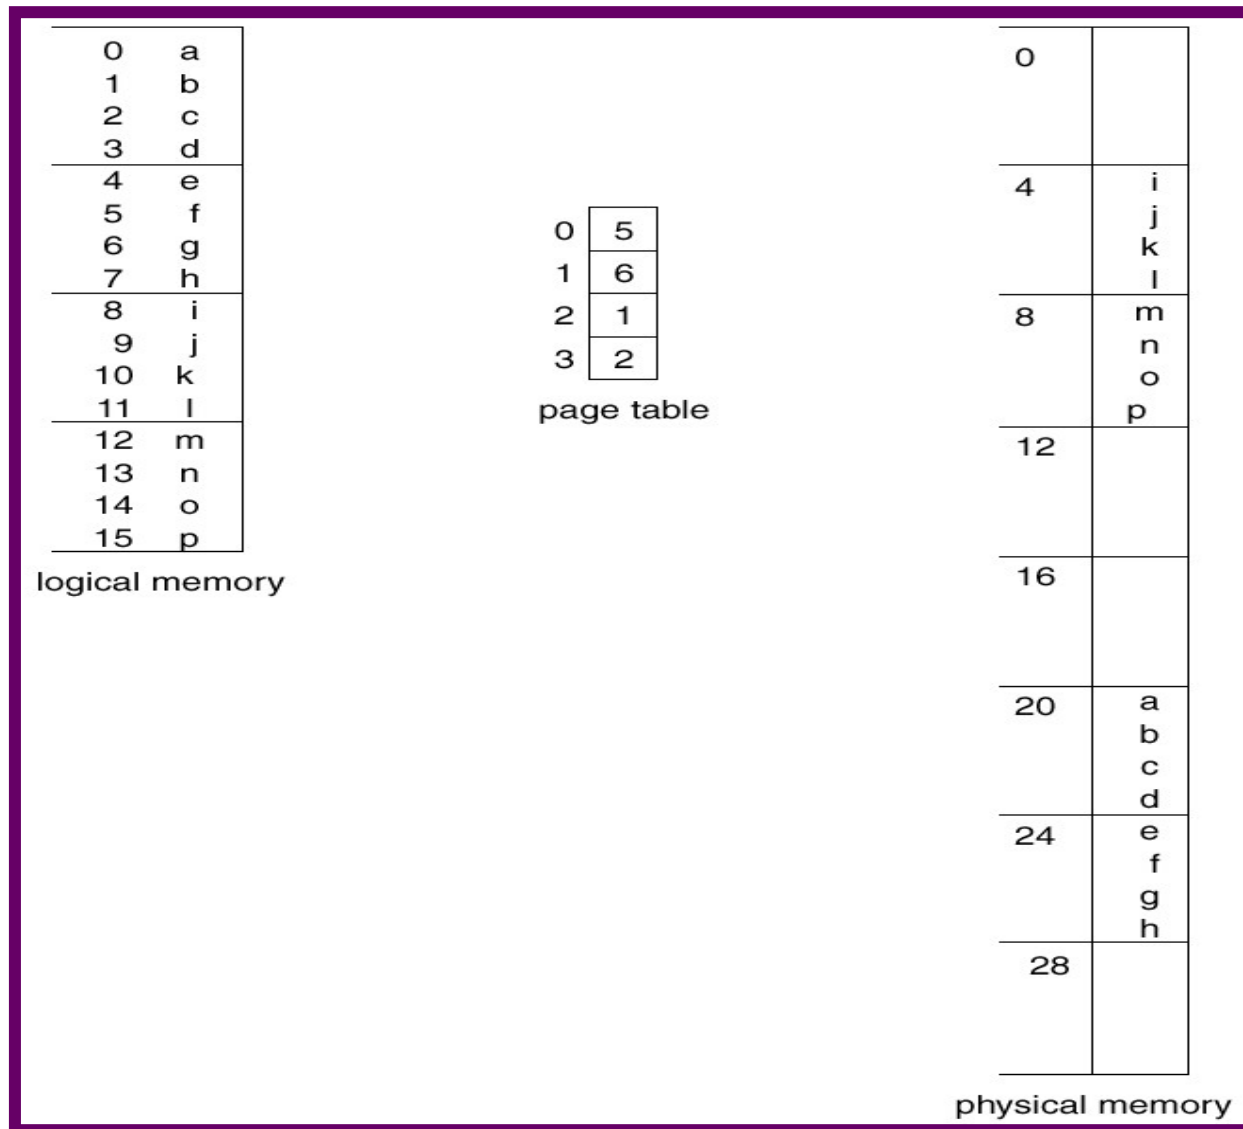 0 a
1 b
2 c
3 d
4 e
5 f
6 g
7 h
8 i
9 j
10 k
11 l
12 m
13 n
14 o
15 p
logical memory
0 5
1 6
2 1
3 2
page table
0
4 i
j
k
l
8 m
n
o
p
12
16
20 a
b
c
d
24 e
f
g
h
28
physical memory